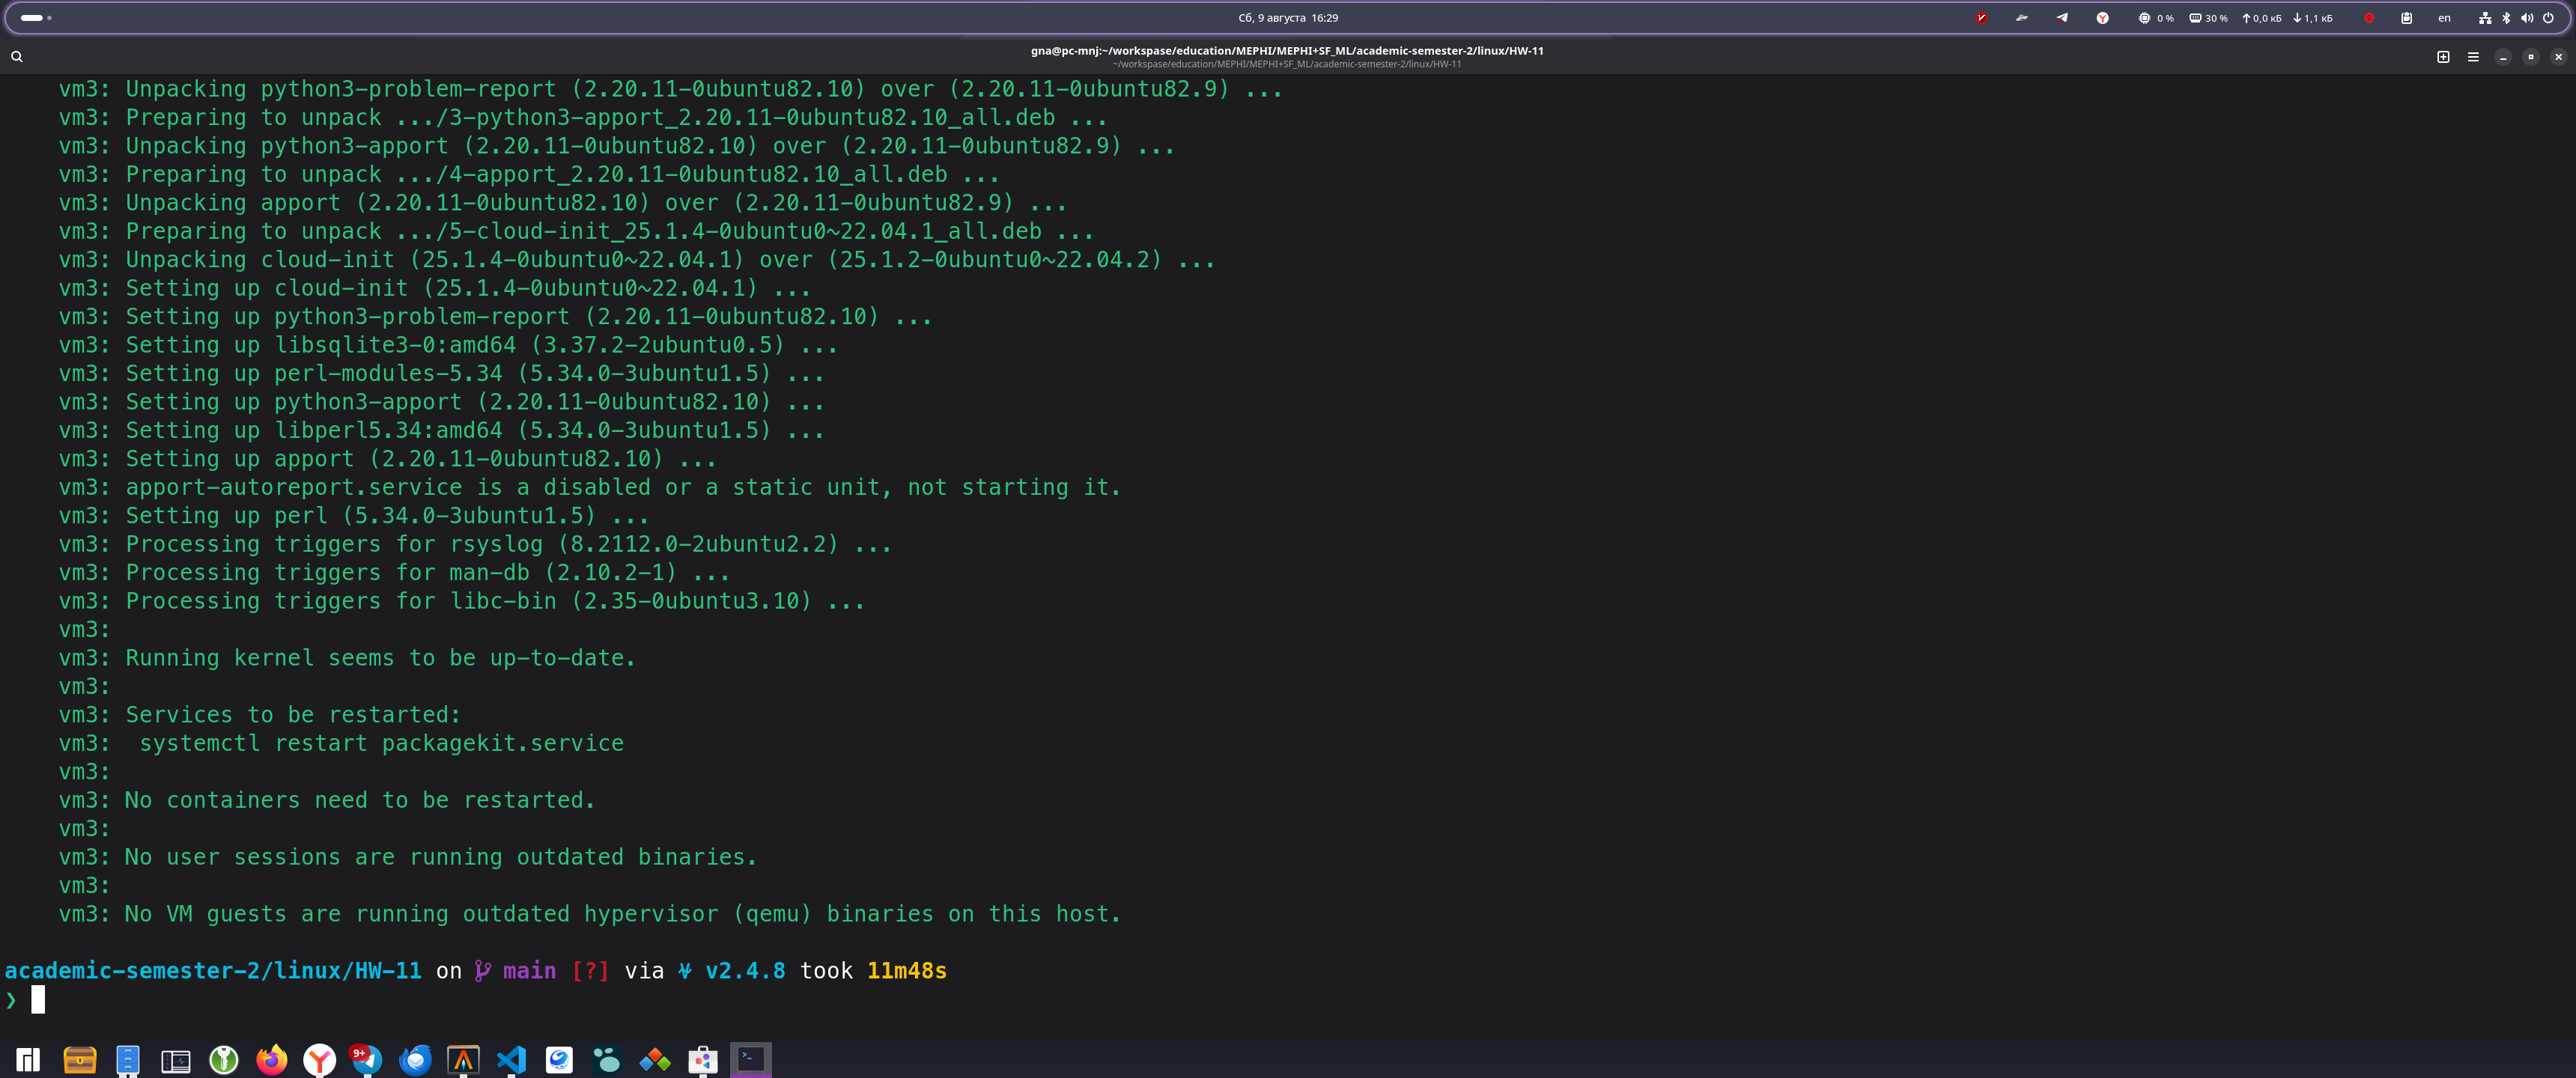 Сб, 9 августа 16:29
0 % 30 % 0,0 кБ 1,1 кБ en
gna@pc-mnj:~/workspase/education/MEPHI/MEPHI+SF_ML/academic-semester-2/linux/HW-11
~/workspase/education/MEPHI/MEPHI+SF_ML/academic-semester-2/linux/HW-11
vm3: Unpacking python3-problem-report (2.20.11-0ubuntu82.10) over (2.20.11-0ubuntu82.9) ...
vm3: Preparing to unpack .../3-python3-apport_2.20.11-0ubuntu82.10_all.deb ...
vm3: Unpacking python3-apport (2.20.11-0ubuntu82.10) over (2.20.11-0ubuntu82.9) ...
vm3: Preparing to unpack .../4-apport_2.20.11-0ubuntu82.10_all.deb ...
vm3: Unpacking apport (2.20.11-0ubuntu82.10) over (2.20.11-0ubuntu82.9) ...
vm3: Preparing to unpack .../5-cloud-init_25.1.4-0ubuntu0~22.04.1_all.deb ...
vm3: Unpacking cloud-init (25.1.4-0ubuntu0~22.04.1) over (25.1.2-0ubuntu0~22.04.2) ...
vm3: Setting up cloud-init (25.1.4-0ubuntu0~22.04.1) ...
vm3: Setting up python3-problem-report (2.20.11-0ubuntu82.10) ...
vm3: Setting up libsqlite3-0:amd64 (3.37.2-2ubuntu0.5) ...
vm3: Setting up perl-modules-5.34 (5.34.0-3ubuntu1.5) ...
vm3: Setting up python3-apport (2.20.11-0ubuntu82.10) ...
vm3: Setting up libperl5.34:amd64 (5.34.0-3ubuntu1.5) ...
vm3: Setting up apport (2.20.11-0ubuntu82.10) ...
vm3: apport-autoreport.service is a disabled or a static unit, not starting it.
vm3: Setting up perl (5.34.0-3ubuntu1.5) ...
vm3: Processing triggers for rsyslog (8.2112.0-2ubuntu2.2) ...
vm3: Processing triggers for man-db (2.10.2-1) ...
vm3: Processing triggers for libc-bin (2.35-0ubuntu3.10) ...
vm3:
vm3: Running kernel seems to be up-to-date.
vm3:
vm3: Services to be restarted:
vm3:  systemctl restart packagekit.service
vm3:
vm3: No containers need to be restarted.
vm3:
vm3: No user sessions are running outdated binaries.
vm3:
vm3: No VM guests are running outdated hypervisor (qemu) binaries on this host.
academic-semester-2/linux/HW-11 on main [?] via v2.4.8 took 11m48s
❯
9+